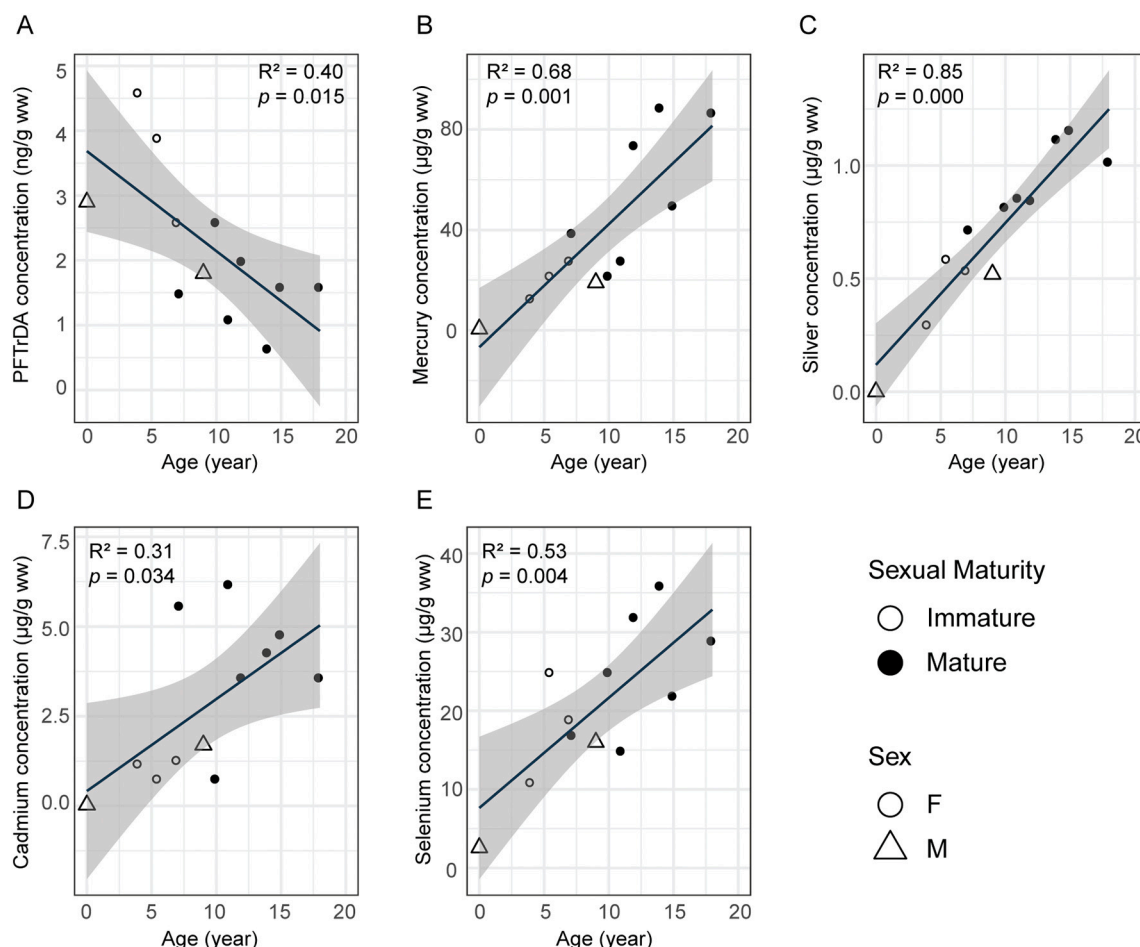 A
PFTrDA concentration (ng/g ww)
5
4
3
2
1
0
R² = 0.40
p = 0.015
0 5 10 15 20
Age (year)
B
Mercury concentration (µg/g ww)
80
40
0
R² = 0.68
p = 0.001
0 5 10 15 20
Age (year)
C
Silver concentration (µg/g ww)
1.0
0.5
0.0
R² = 0.85
p = 0.000
0 5 10 15 20
Age (year)
D
Cadmium concentration (µg/g ww)
7.5
5.0
2.5
0.0
R² = 0.31
p = 0.034
0 5 10 15 20
Age (year)
E
Selenium concentration (µg/g ww)
40
30
20
10
0
R² = 0.53
p = 0.004
0 5 10 15 20
Age (year)
Sexual Maturity
Immature
Mature
Sex
F
M